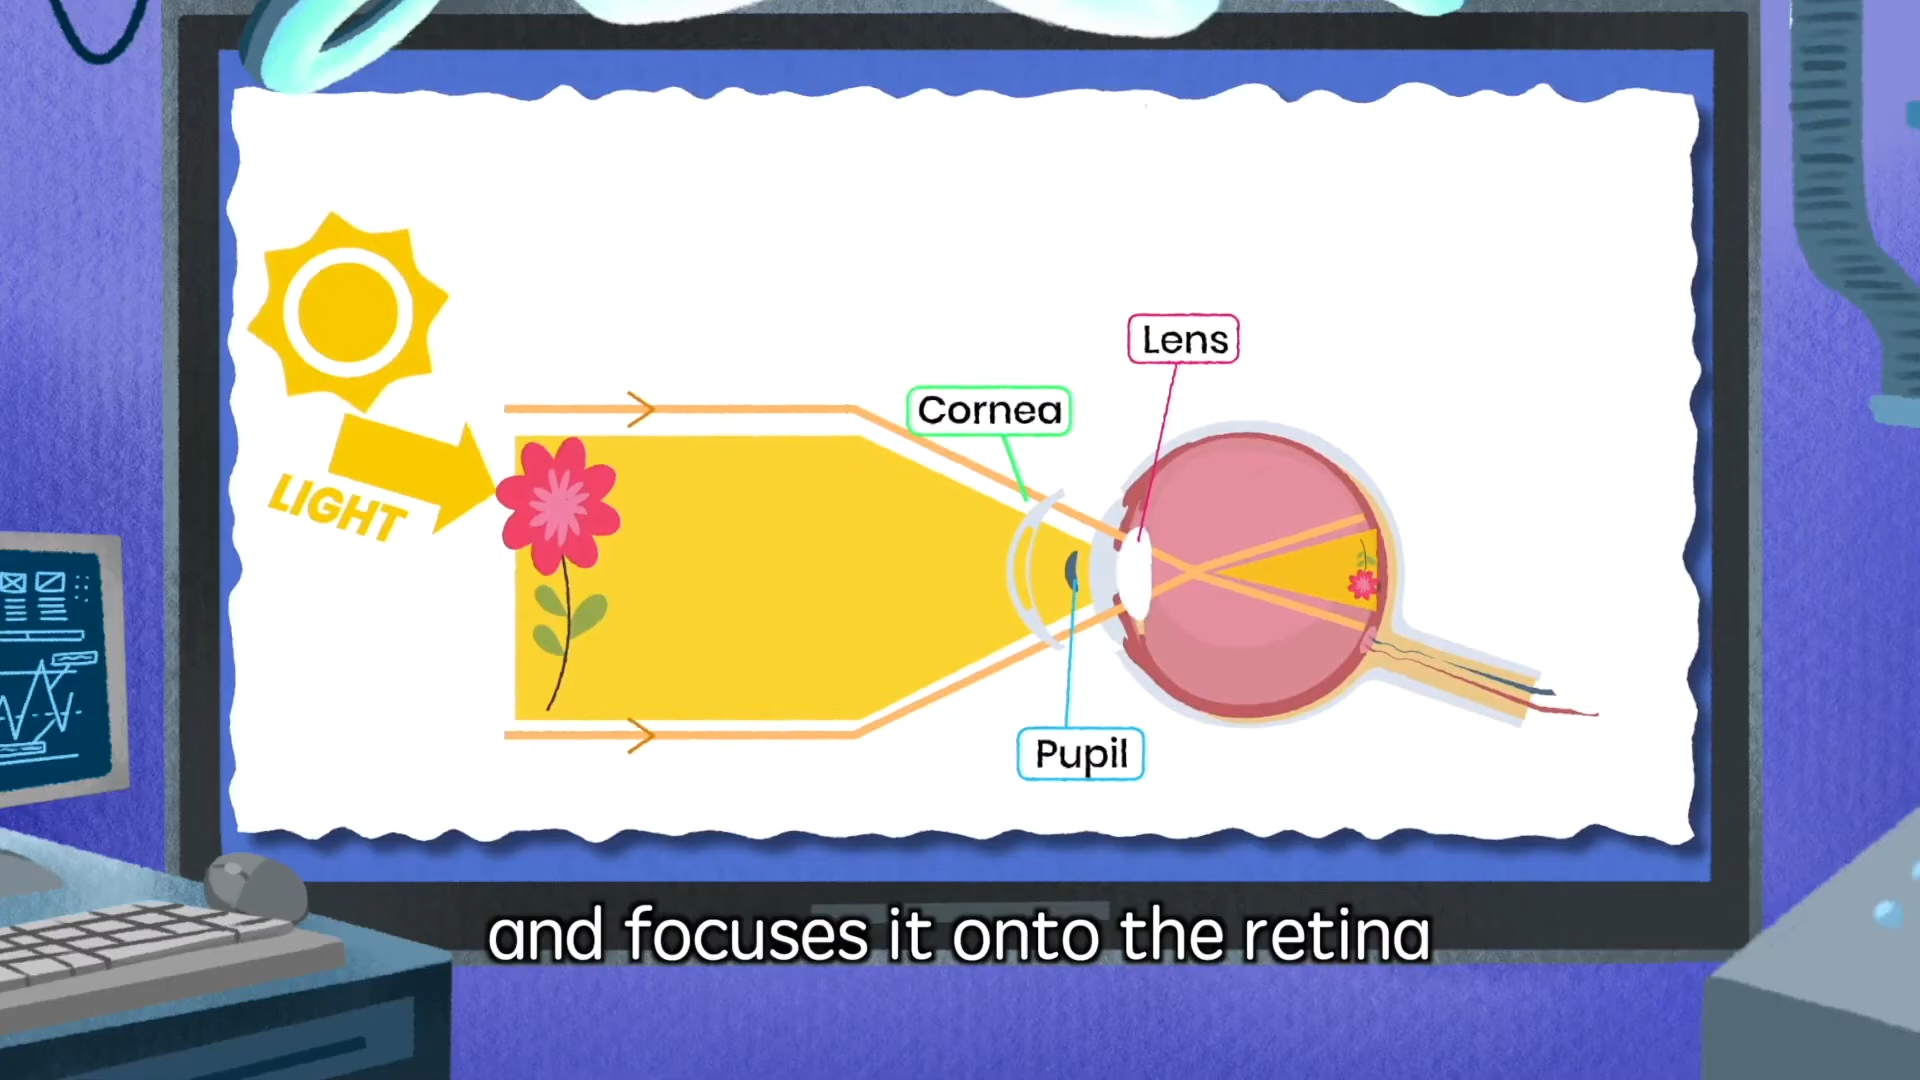 Lens
Cornea
LIGHT
Pupil
and focuses it onto the retina